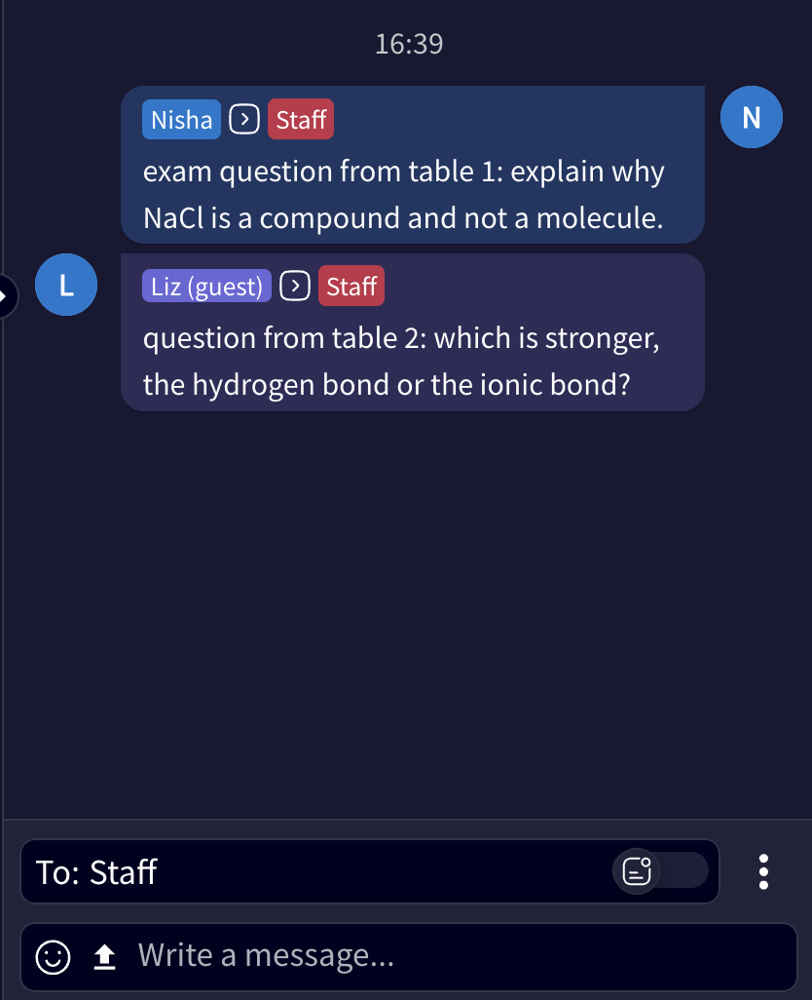 16:39
Nisha Staff
N
exam question from table 1: explain why
NaCl is a compound and not a molecule.
L
Liz (guest) Staff
question from table 2: which is stronger,
the hydrogen bond or the ionic bond?
To: Staff
Write a message...